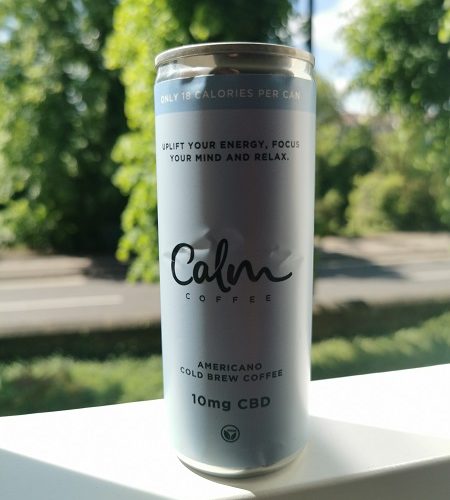 ONLY 18 CALORIES PER CAN
UPLIFT YOUR ENERGY, FOCUS
YOUR MIND AND RELAX.
Calm
COFFEE
AMERICANO
COLD BREW COFFEE
10mg CBD